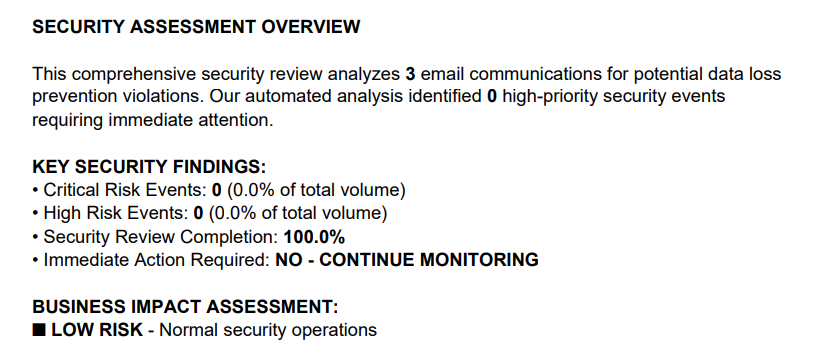 SECURITY ASSESSMENT OVERVIEW
This comprehensive security review analyzes 3 email communications for potential data loss
prevention violations. Our automated analysis identified 0 high-priority security events
requiring immediate attention.
KEY SECURITY FINDINGS:
• Critical Risk Events: 0 (0.0% of total volume)
• High Risk Events: 0 (0.0% of total volume)
• Security Review Completion: 100.0%
• Immediate Action Required: NO - CONTINUE MONITORING
BUSINESS IMPACT ASSESSMENT:
■ LOW RISK - Normal security operations